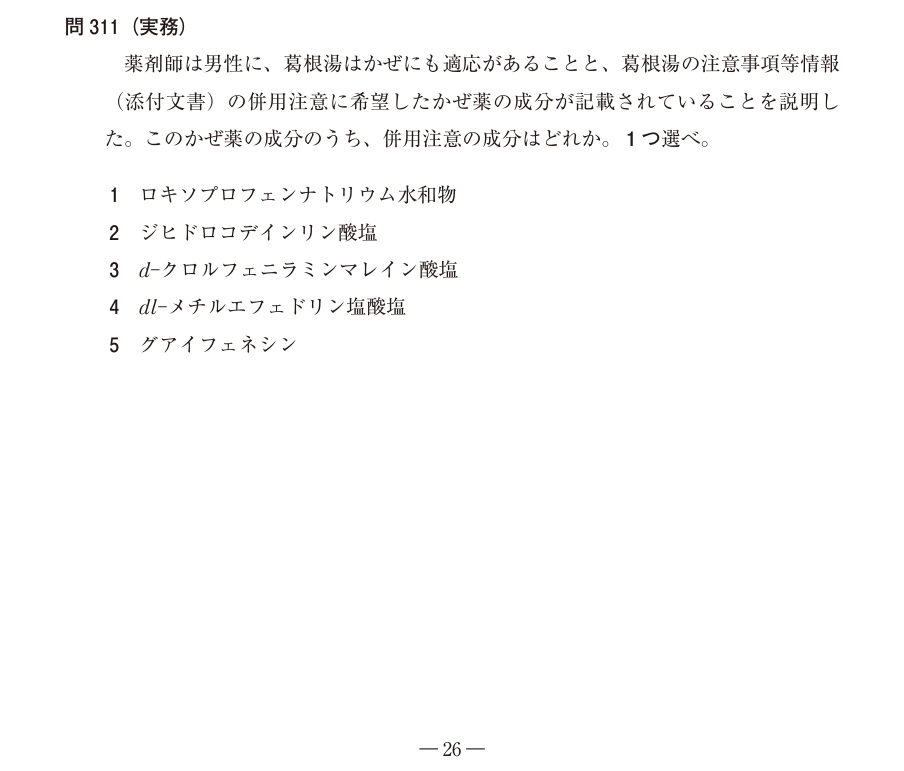 問 311（実務）
薬剤師は男性に、葛根湯はかぜにも適応があることと、葛根湯の注意事項等情報
（添付文書）の併用注意に希望したかぜ薬の成分が記載されていることを説明し
た。このかぜ薬の成分のうち、併用注意の成分はどれか。1つ選べ。
1 ロキソプロフェンナトリウム水和物
2 ジヒドロコデインリン酸塩
3 d-クロルフェニラミンマレイン酸塩
4 dl-メチルエフェドリン塩酸塩
5 グアイフェネシン
— 26 —